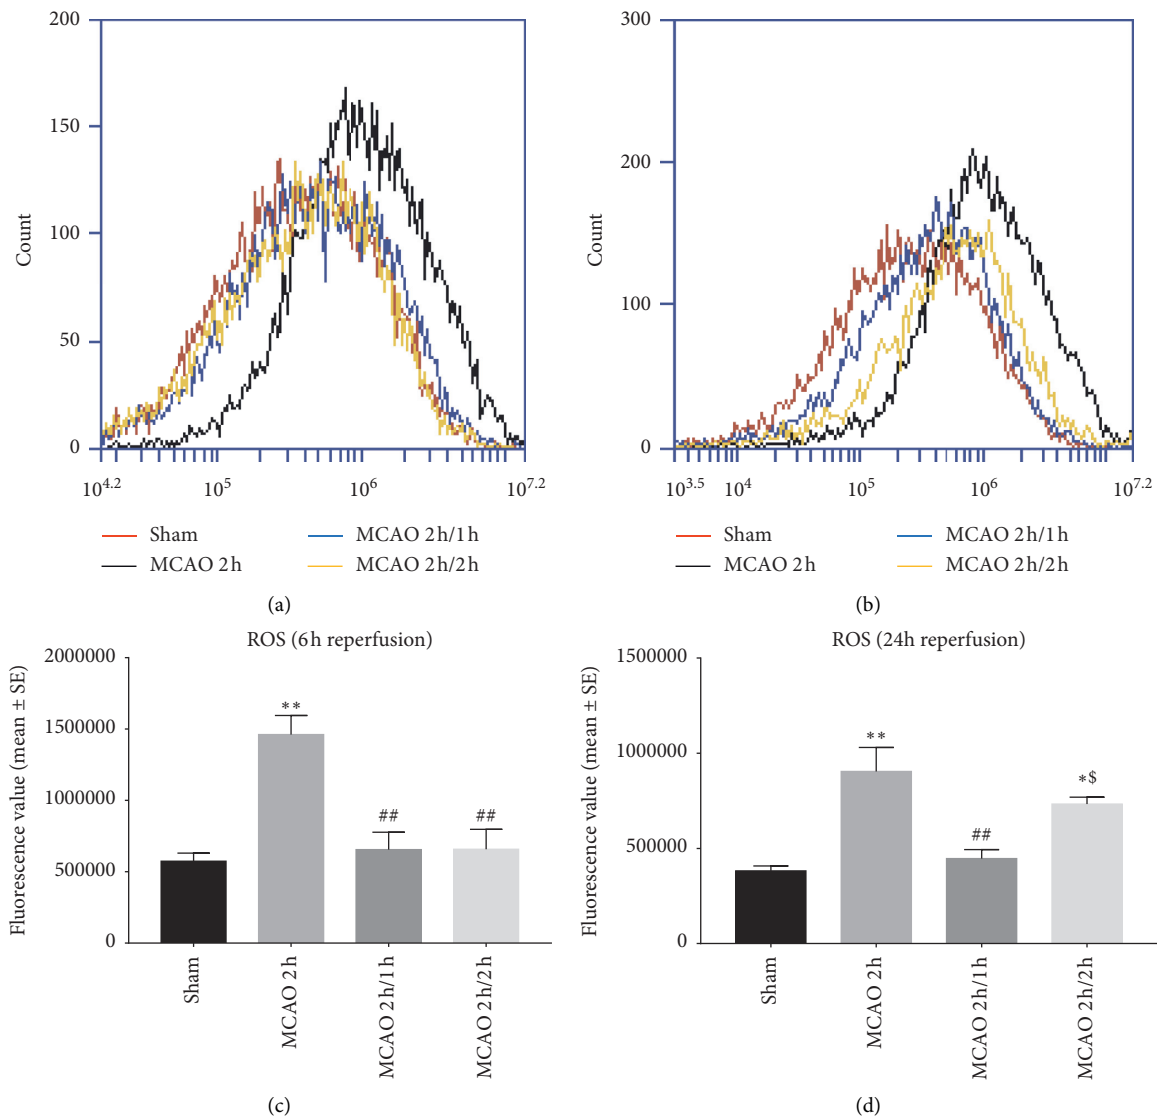 200
150
100
50
0
Count
10^4.2
10^5
10^6
10^7.2
Sham
MCAO 2h
MCAO 2h/1h
MCAO 2h/2h
(a)
300
200
100
0
Count
10^3.5
10^4
10^5
10^6
10^7.2
Sham
MCAO 2h
MCAO 2h/1h
MCAO 2h/2h
(b)
ROS (6h reperfusion)
2000000
1500000
1000000
500000
0
Fluorescence value (mean ± SE)
**
##
##
Sham
MCAO 2h
MCAO 2h/1h
MCAO 2h/2h
(c)
ROS (24h reperfusion)
1500000
1000000
500000
0
Fluorescence value (mean ± SE)
**
##
*$
Sham
MCAO 2h
MCAO 2h/1h
MCAO 2h/2h
(d)